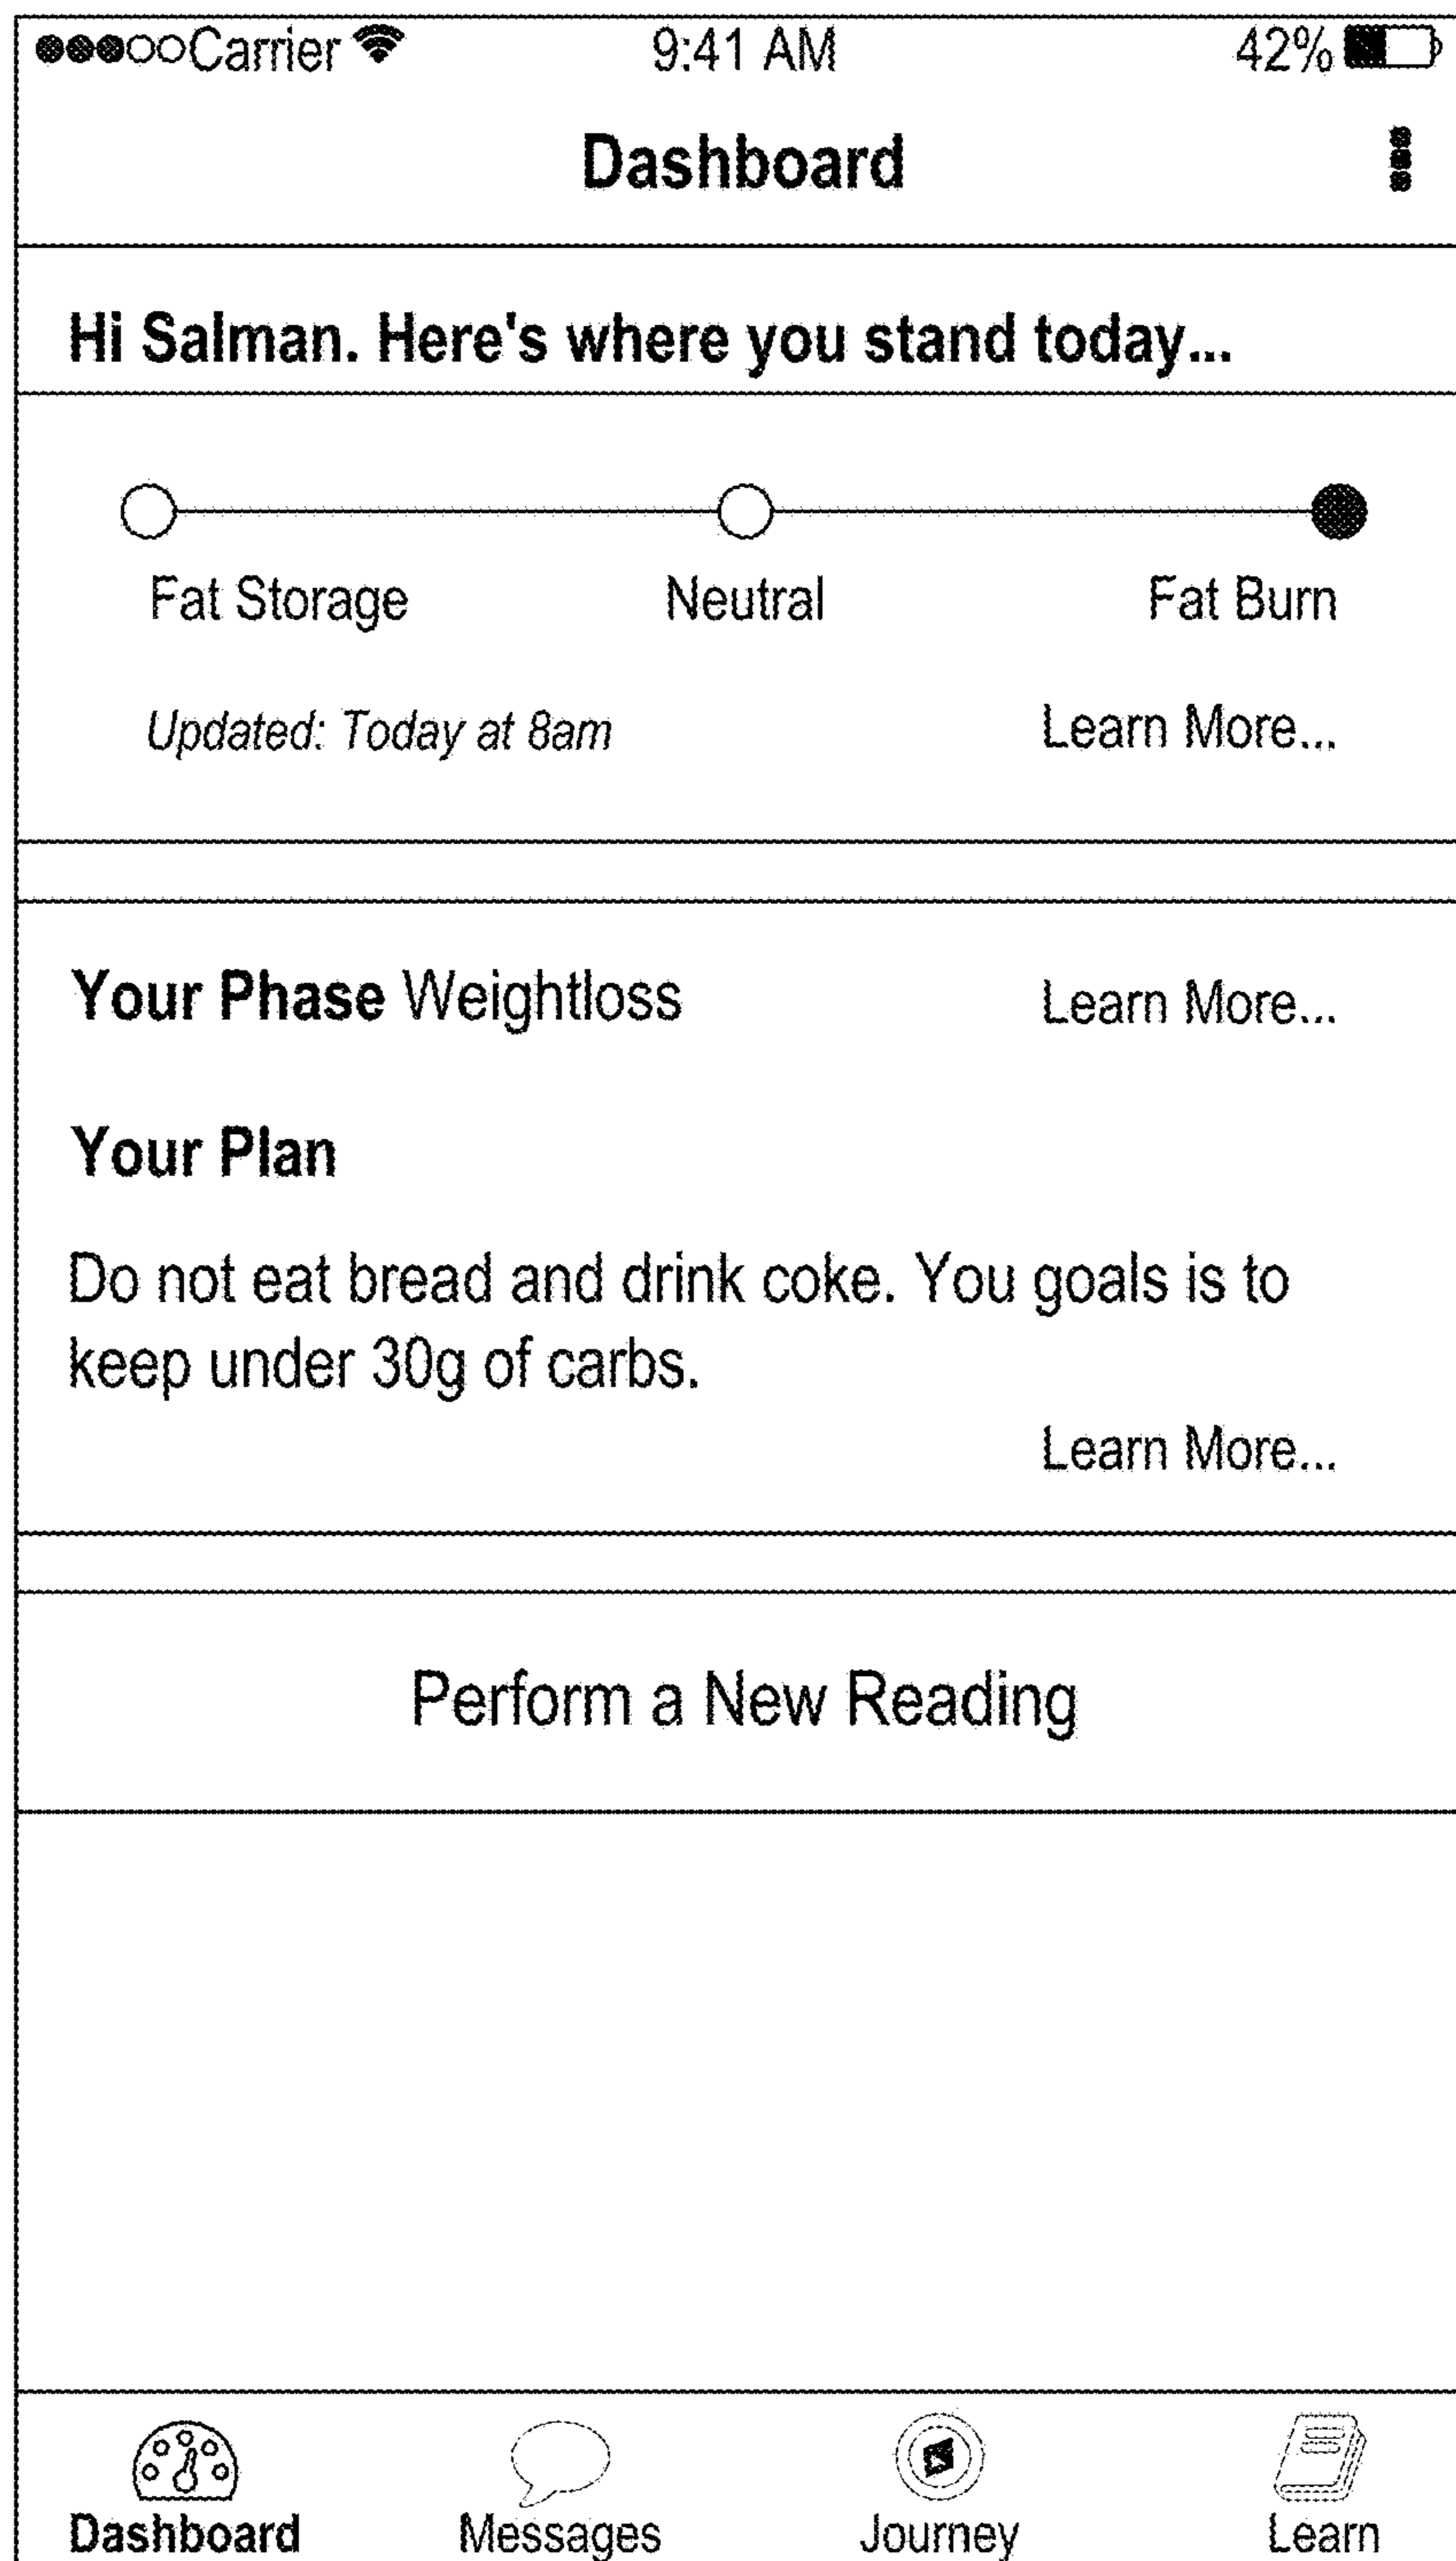 Carrier 9:41 AM 42%
Dashboard
Hi Salman. Here's where you stand today...
Fat Storage Neutral Fat Burn
Updated: Today at 8am Learn More...
Your Phase Weightloss Learn More...
Your Plan
Do not eat bread and drink coke. You goals is to
keep under 30g of carbs.
Learn More...
Perform a New Reading
Dashboard Messages Journey Learn